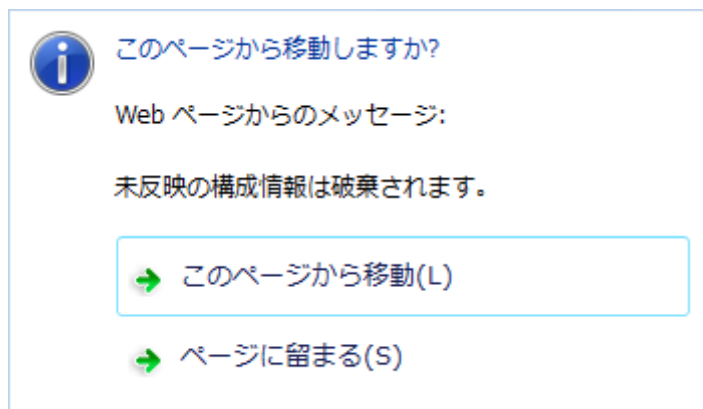 このページから移動しますか?
Web ページからのメッセージ:
未反映の構成情報は破棄されます。
このページから移動(L)
ページに留まる(S)